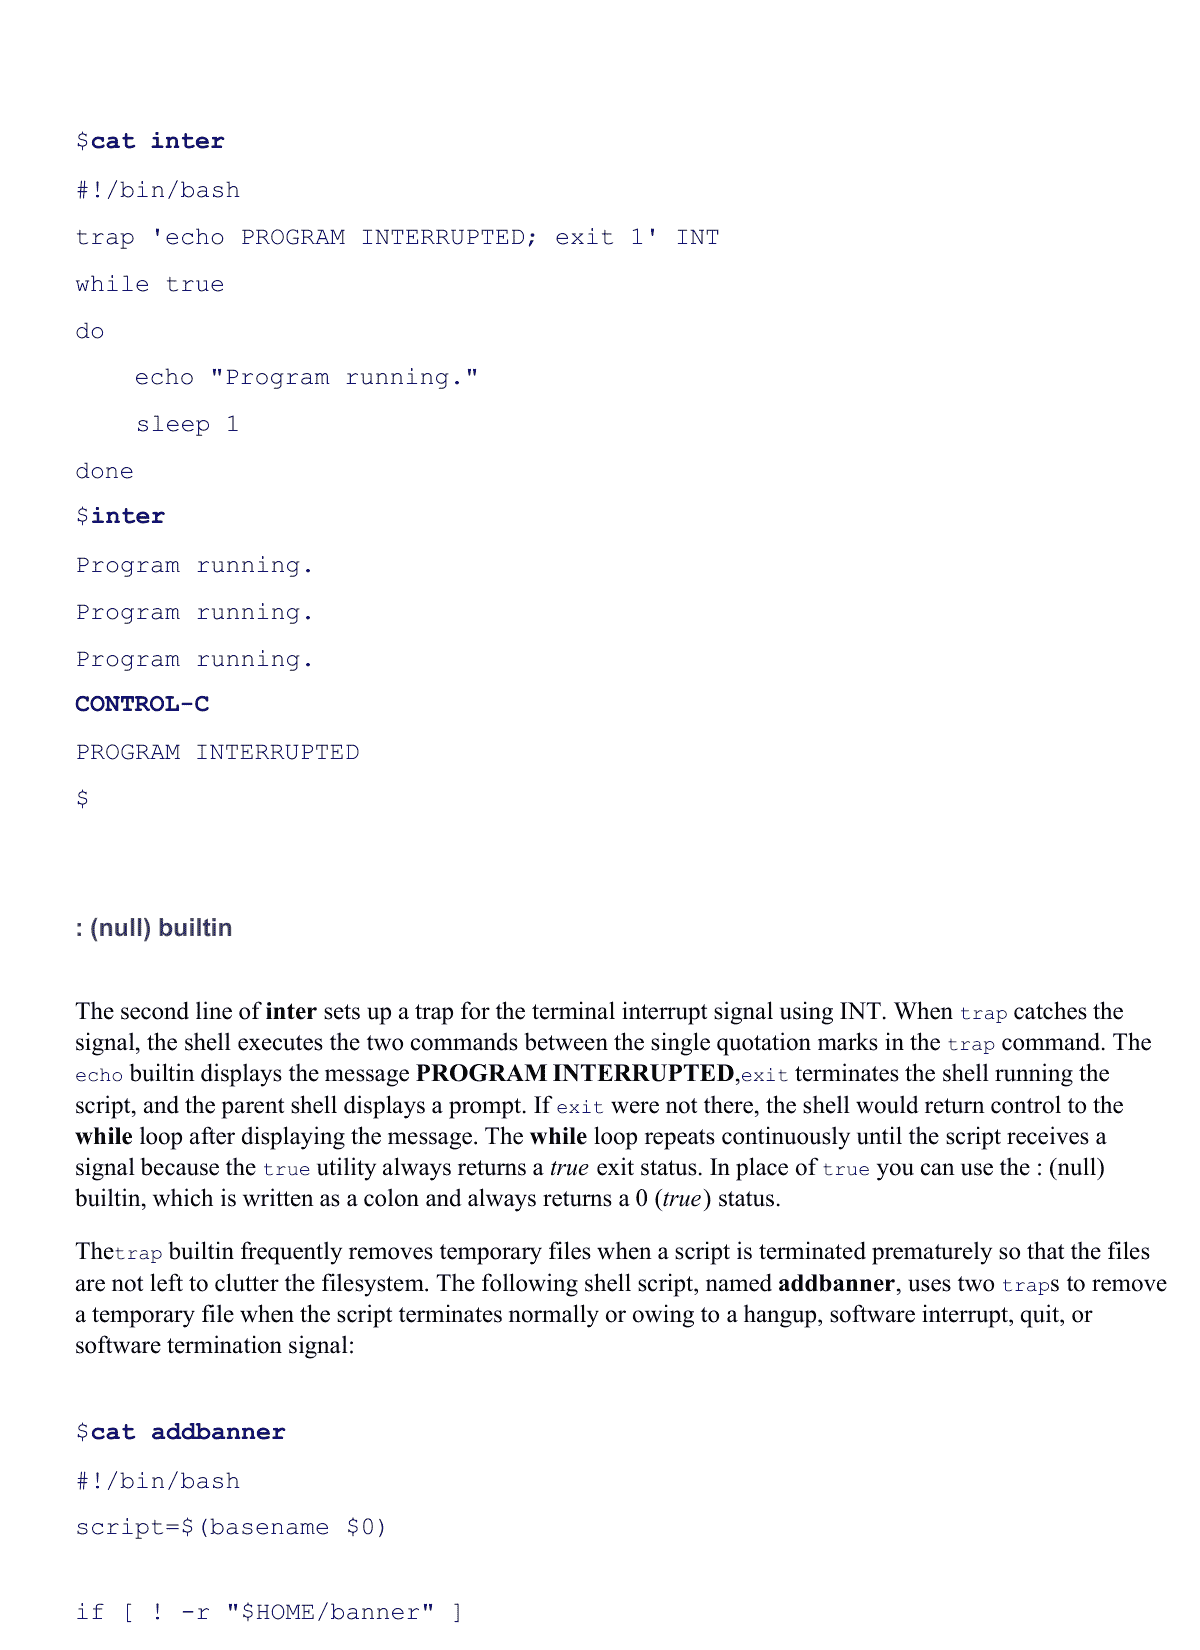 $cat inter
#!/bin/bash
trap 'echo PROGRAM INTERRUPTED; exit 1' INT
while true
do
    echo "Program running."
    sleep 1
done
$inter
Program running.
Program running.
Program running.
CONTROL-C
PROGRAM INTERRUPTED
$
: (null) builtin
The second line of inter sets up a trap for the terminal interrupt signal using INT. When trap catches the
signal, the shell executes the two commands between the single quotation marks in the trap command. The
echo builtin displays the message PROGRAM INTERRUPTED,exit terminates the shell running the
script, and the parent shell displays a prompt. If exit were not there, the shell would return control to the
while loop after displaying the message. The while loop repeats continuously until the script receives a
signal because the true utility always returns a true exit status. In place of true you can use the : (null)
builtin, which is written as a colon and always returns a 0 (true) status.
Thetrap builtin frequently removes temporary files when a script is terminated prematurely so that the files
are not left to clutter the filesystem. The following shell script, named addbanner, uses two traps to remove
a temporary file when the script terminates normally or owing to a hangup, software interrupt, quit, or
software termination signal:
$cat addbanner
#!/bin/bash
script=$(basename $0)
if [ ! -r "$HOME/banner" ]